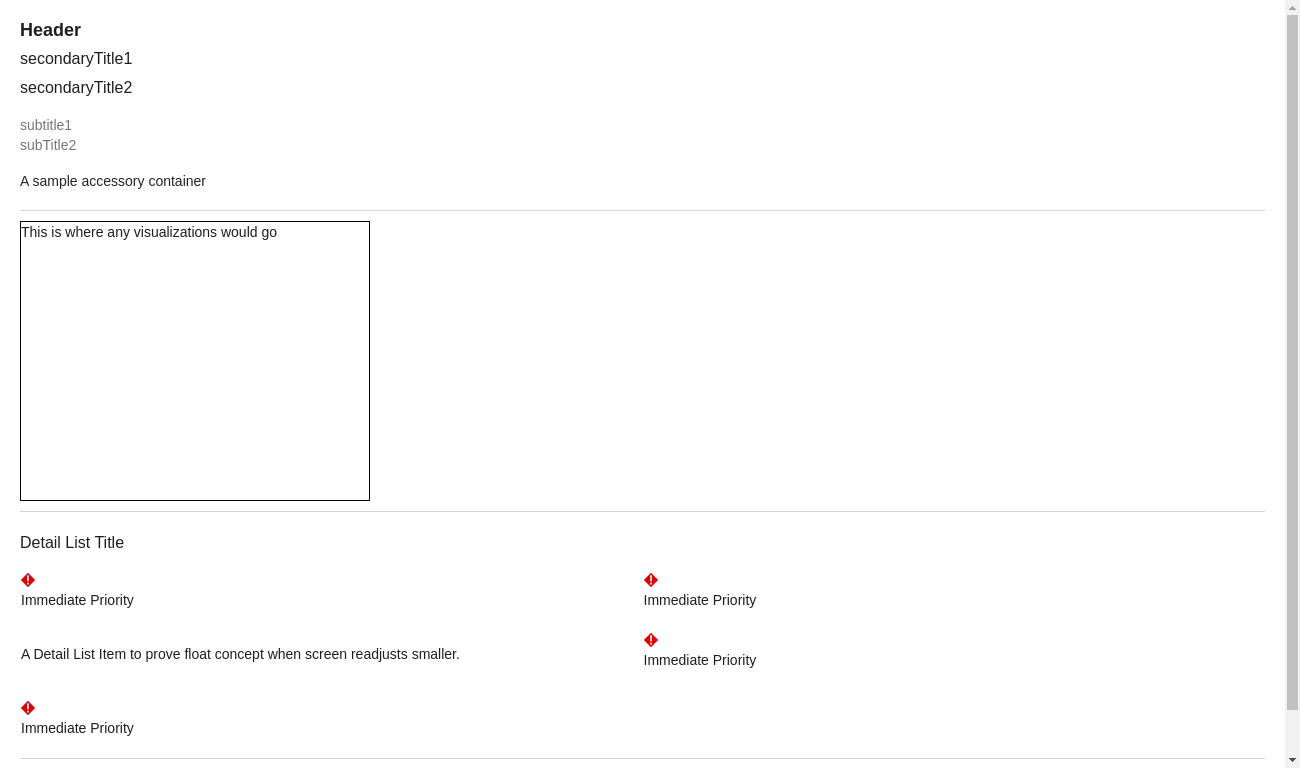 Header
secondaryTitle1
secondaryTitle2
subtitle1
subTitle2
A sample accessory container
This is where any visualizations would go
Detail List Title
Immediate Priority
Immediate Priority
A Detail List Item to prove float concept when screen readjusts smaller.
Immediate Priority
Immediate Priority